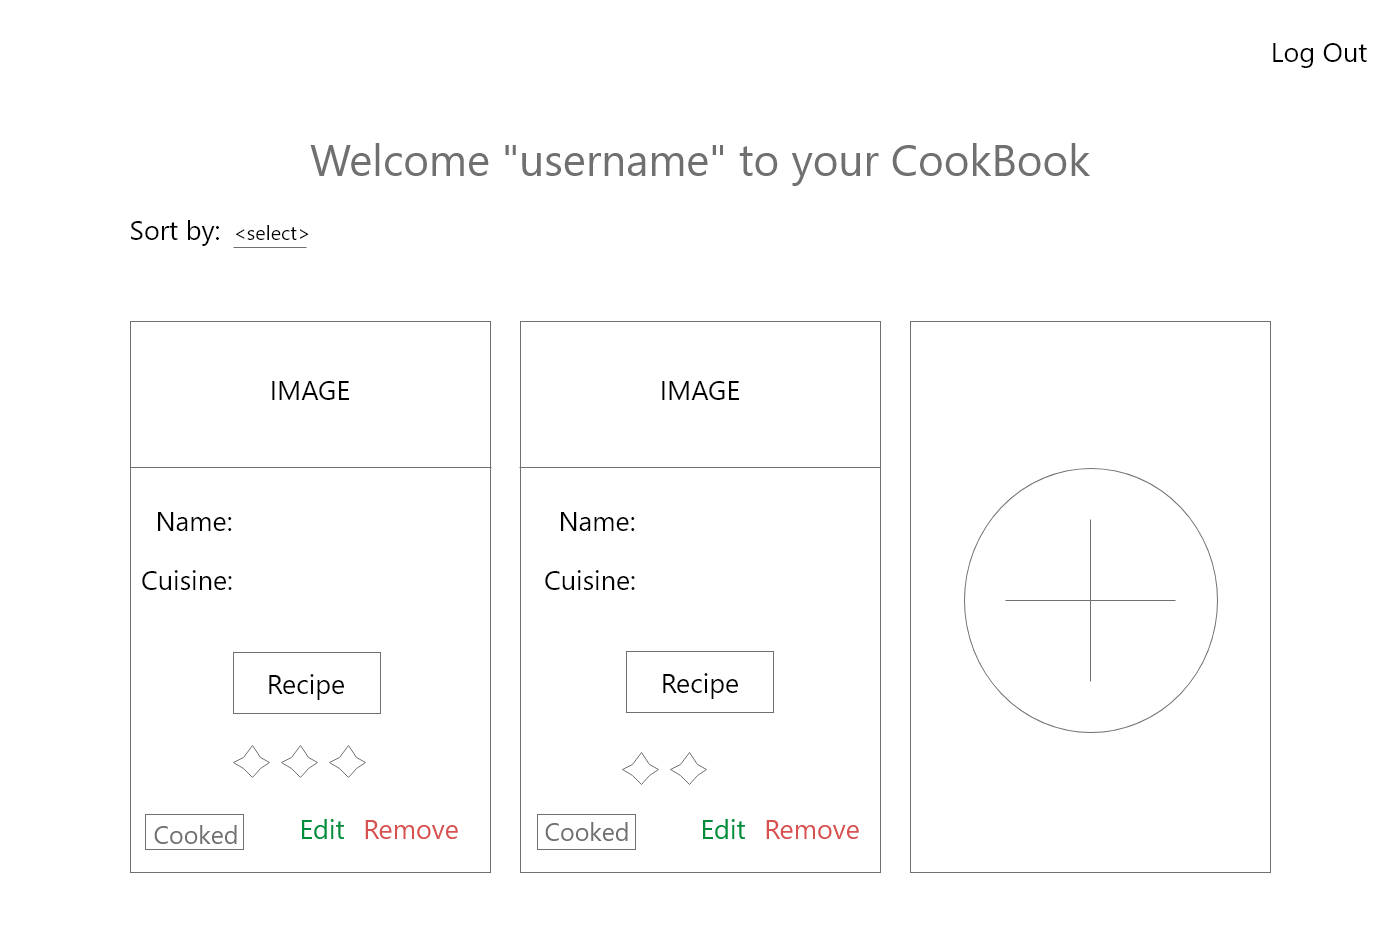 Log Out
Welcome "username" to your CookBook
Sort by: <select>
IMAGE
Name:
Cuisine:
Recipe
Cooked Edit Remove
IMAGE
Name:
Cuisine:
Recipe
Cooked Edit Remove